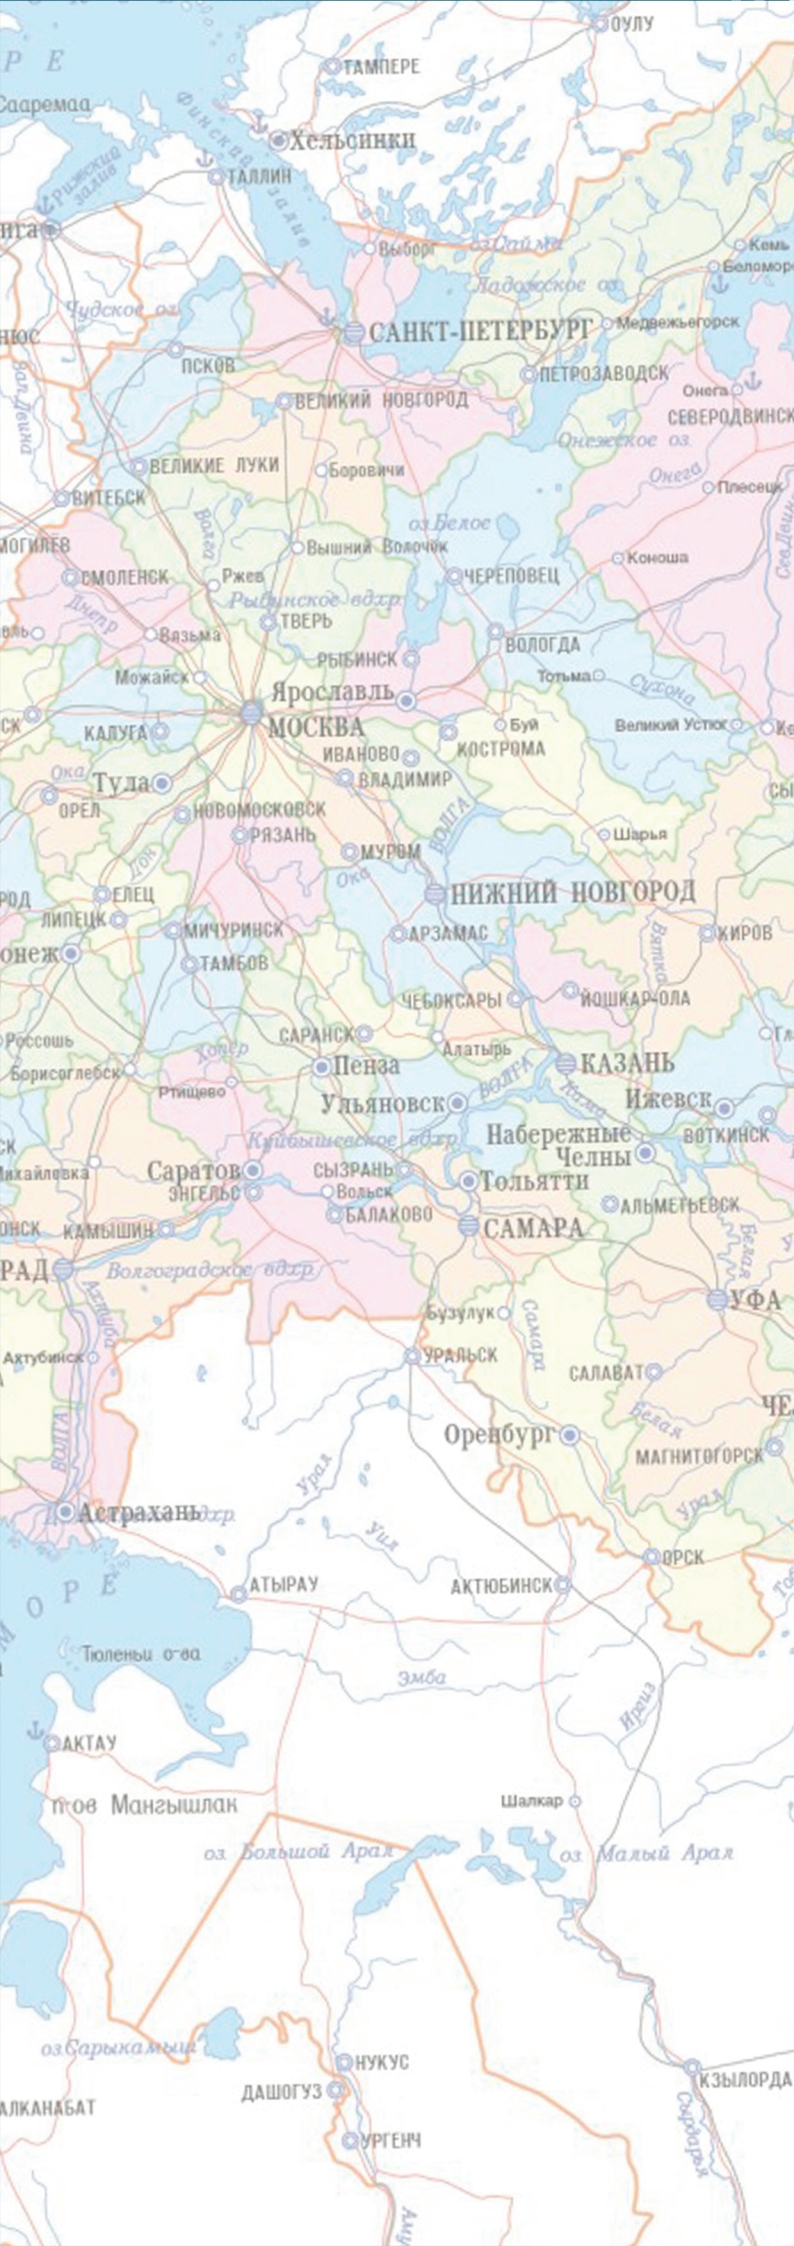 ОУЛУ
Р Е
ТАМПЕРЕ
Сааремаа
Финский залив
Хельсинки
Рижский
залив
ТАЛЛИН
Выборг
оз Сайма
Кемь
Ладожское оз
Чудское оз
САНКТ-ПЕТЕРБУРГ
Медвежьегорск
ПСКОВ
ПЕТРОЗАВОДСК
Зап.Двина
Онега
ВЕЛИКИЙ НОВГОРОД
СЕВЕРОДВИНСК
Онежское оз
ВЕЛИКИЕ ЛУКИ
Боровичи
Онега
Плесецк
ВИТЕБСК
Волга
оз Белое
МОГИЛЕВ
Вышний Волочек
Коноша
СМОЛЕНСК
Ржев
ЧЕРЕПОВЕЦ
Рыбинское вдхр
Днепр
ТВЕРЬ
Вязьма
ВОЛОГДА
РЫБИНСК
Можайск
Тотьма
Ярославль
Сухона
МОСКВА
Буй
Великий Устюг
КАЛУГА
КОСТРОМА
ИВАНОВО
Ока
Тула
ВЛАДИМИР
ОРЕЛ
НОВОМОСКОВСК
ВОЛГА
РЯЗАНЬ
Шарья
МУРОМ
Дон
Ока
ЕЛЕЦ
НИЖНИЙ НОВГОРОД
ЛИПЕЦК
МИЧУРИНСК
АРЗАМАС
Вятка
КИРОВ
ТАМБОВ
ЧЕБОКСАРЫ
ЙОШКАР-ОЛА
САРАНСК
Россошь
Хопер
Алатырь
Борисоглебск
Пенза
КАЗАНЬ
Ртищево
ВОЛГА
Кама
Ульяновск
Ижевск
Куйбышевское вдхр
Набережные
Челны
ВОТКИНСК
Саратов
СЫЗРАНЬ
Михайловка
Тольятти
ЭНГЕЛЬС
Вольск
БАЛАКОВО
АЛЬМЕТЬЕВСК
КАМЫШИН
САМАРА
Белая
Волгоградское вдхр
Ахтуба
УФА
Бузулук
Самара
Ахтубинск
УРАЛЬСК
САЛАВАТ
ВОЛГА
Белая
Оренбург
МАГНИТОГОРСК
Урал
Урал
Астрахань
вдхр
Уил
ОРСК
М О Р Е
АТЫРАУ
АКТЮБИНСК
Тюленьи о-ва
Эмба
Иргиз
АКТАУ
п-ов Мангышлак
Шалкар
оз Большой Арал
оз Малый Арал
оз Сарыкамыш
НУКУС
КЗЫЛОРДА
ДАШОГУЗ
Сырдарья
УРГЕНЧ